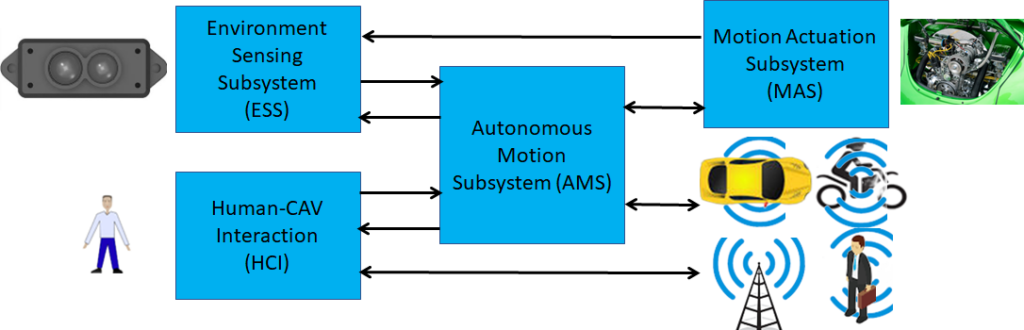 Environment
Sensing
Subsystem
(ESS)
Motion Actuation
Subsystem
(MAS)
Autonomous
Motion
Subsystem (AMS)
Human-CAV
Interaction
(HCI)